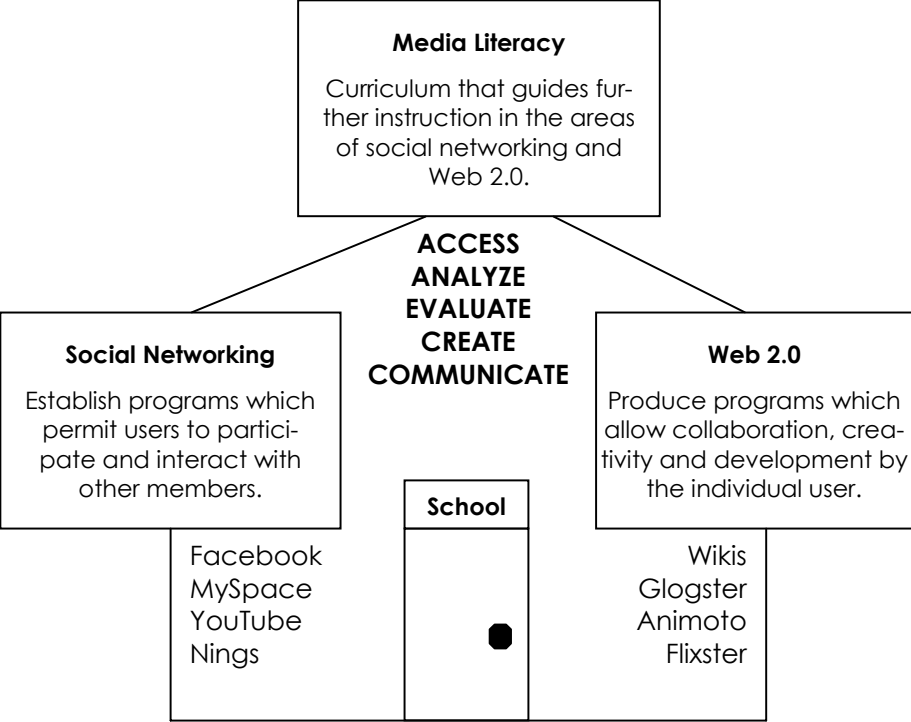 Media Literacy
Curriculum that guides fur-
ther instruction in the areas
of social networking and
Web 2.0.
ACCESS
ANALYZE
EVALUATE
CREATE
COMMUNICATE
Social Networking
Establish programs which
permit users to partici-
pate and interact with
other members.
Web 2.0
Produce programs which
allow collaboration, crea-
tivity and development by
the individual user.
School
Facebook
MySpace
YouTube
Nings
Wikis
Glogster
Animoto
Flixster